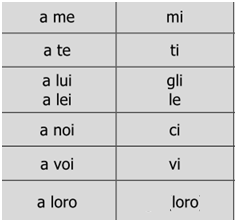 a me mi
a te ti
a lui gli
a lei le
a noi ci
a voi vi
a loro loro